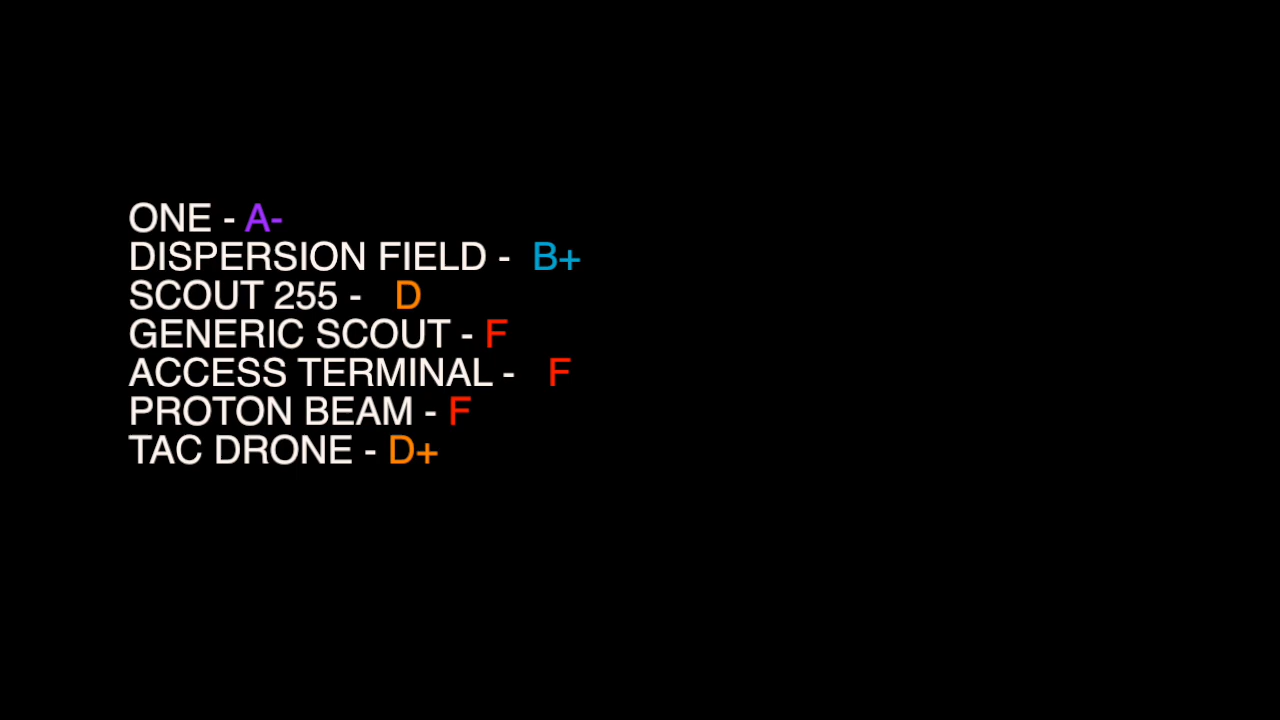 ONE - A-
DISPERSION FIELD - B+
SCOUT 255 - D
GENERIC SCOUT - F
ACCESS TERMINAL - F
PROTON BEAM - F
TAC DRONE - D+